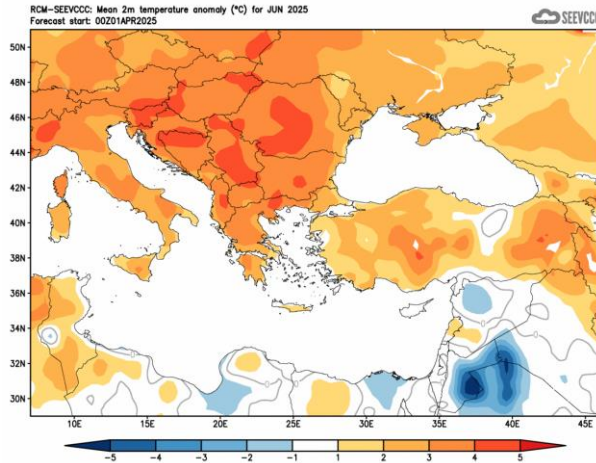 RCM-SEEVCCC: Mean 2m temperature anomaly (°C) for JUN 2025
Forecast start: 00Z01APR2025
SEEVCCC
50N
48N
46N
44N
42N
40N
38N
36N
34N
32N
30N
10E 15E 20E 25E 30E 35E 40E 45E
-5 -4 -3 -2 -1 1 2 3 4 5